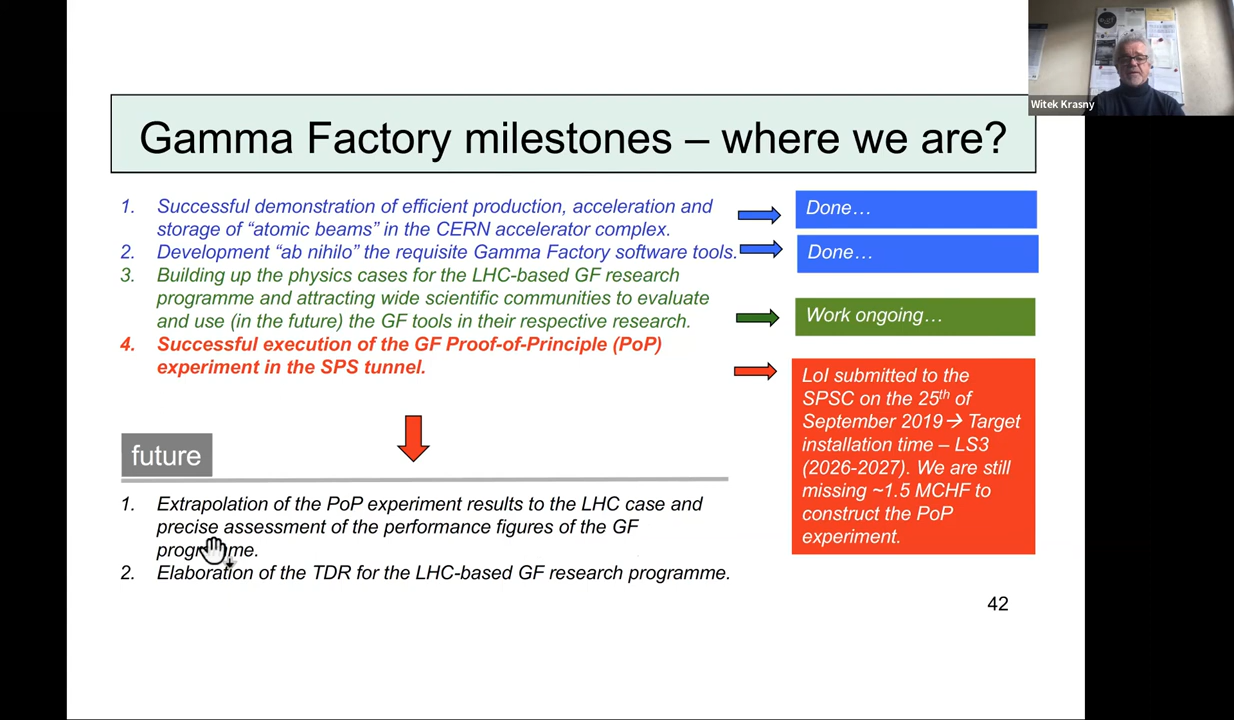 Witek Krasny
Gamma Factory milestones – where we are?
1. Successful demonstration of efficient production, acceleration and
storage of “atomic beams” in the CERN accelerator complex.
2. Development “ab nihilo” the requisite Gamma Factory software tools.
3. Building up the physics cases for the LHC-based GF research
programme and attracting wide scientific communities to evaluate
and use (in the future) the GF tools in their respective research.
4. Successful execution of the GF Proof-of-Principle (PoP)
experiment in the SPS tunnel.
Done…
Done…
Work ongoing…
LoI submitted to the
SPSC on the 25th of
September 2019→ Target
installation time – LS3
(2026-2027). We are still
missing ~1.5 MCHF to
construct the PoP
experiment.
future
1. Extrapolation of the PoP experiment results to the LHC case and
precise assessment of the performance figures of the GF
programme.
2. Elaboration of the TDR for the LHC-based GF research programme.
42